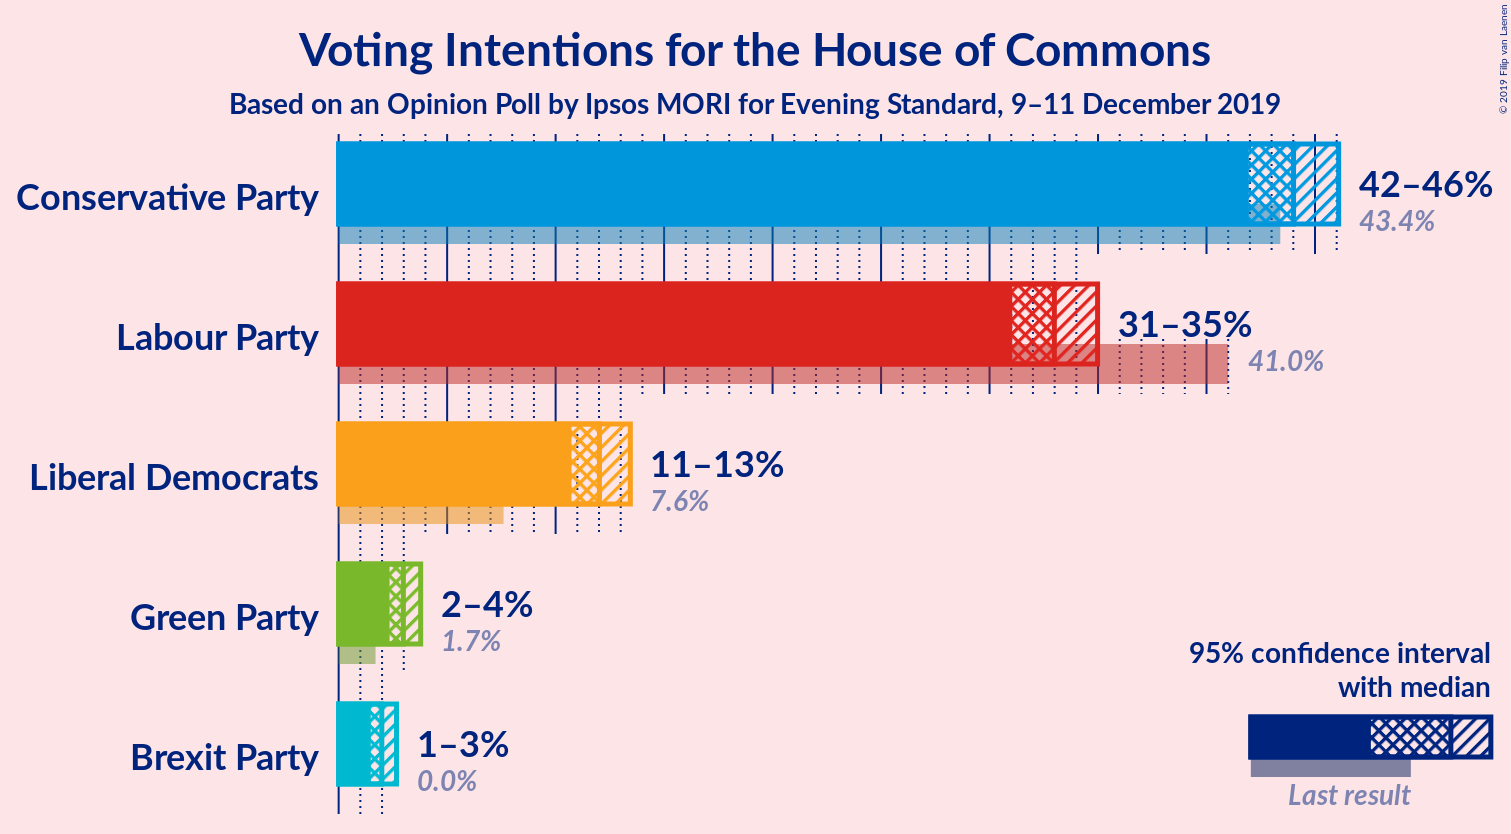 Voting Intentions for the House of Commons
Based on an Opinion Poll by Ipsos MORI for Evening Standard, 9–11 December 2019
© 2019 Filip van Laenen
Conservative Party
42–46%
43.4%
Labour Party
31–35%
41.0%
Liberal Democrats
11–13%
7.6%
Green Party
2–4%
1.7%
Brexit Party
1–3%
0.0%
95% confidence interval
with median
Last result